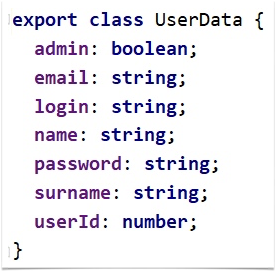 export class UserData {
admin: boolean;
email: string;
login: string;
name: string;
password: string;
surname: string;
userId: number;
}